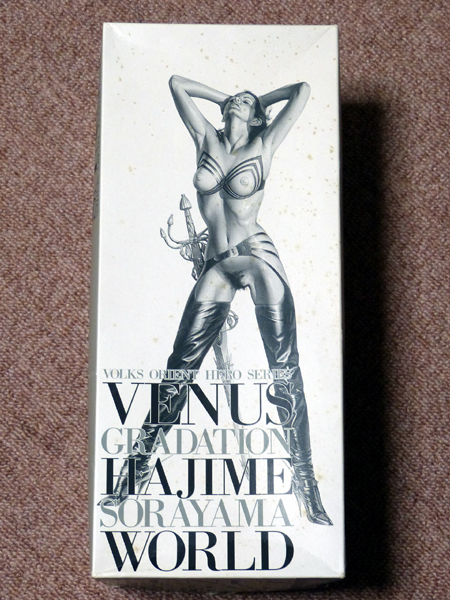 VOLKS ORIENT HERO SERIES
VENUS
GRADATION
HAJIME
SORAYAMA
WORLD